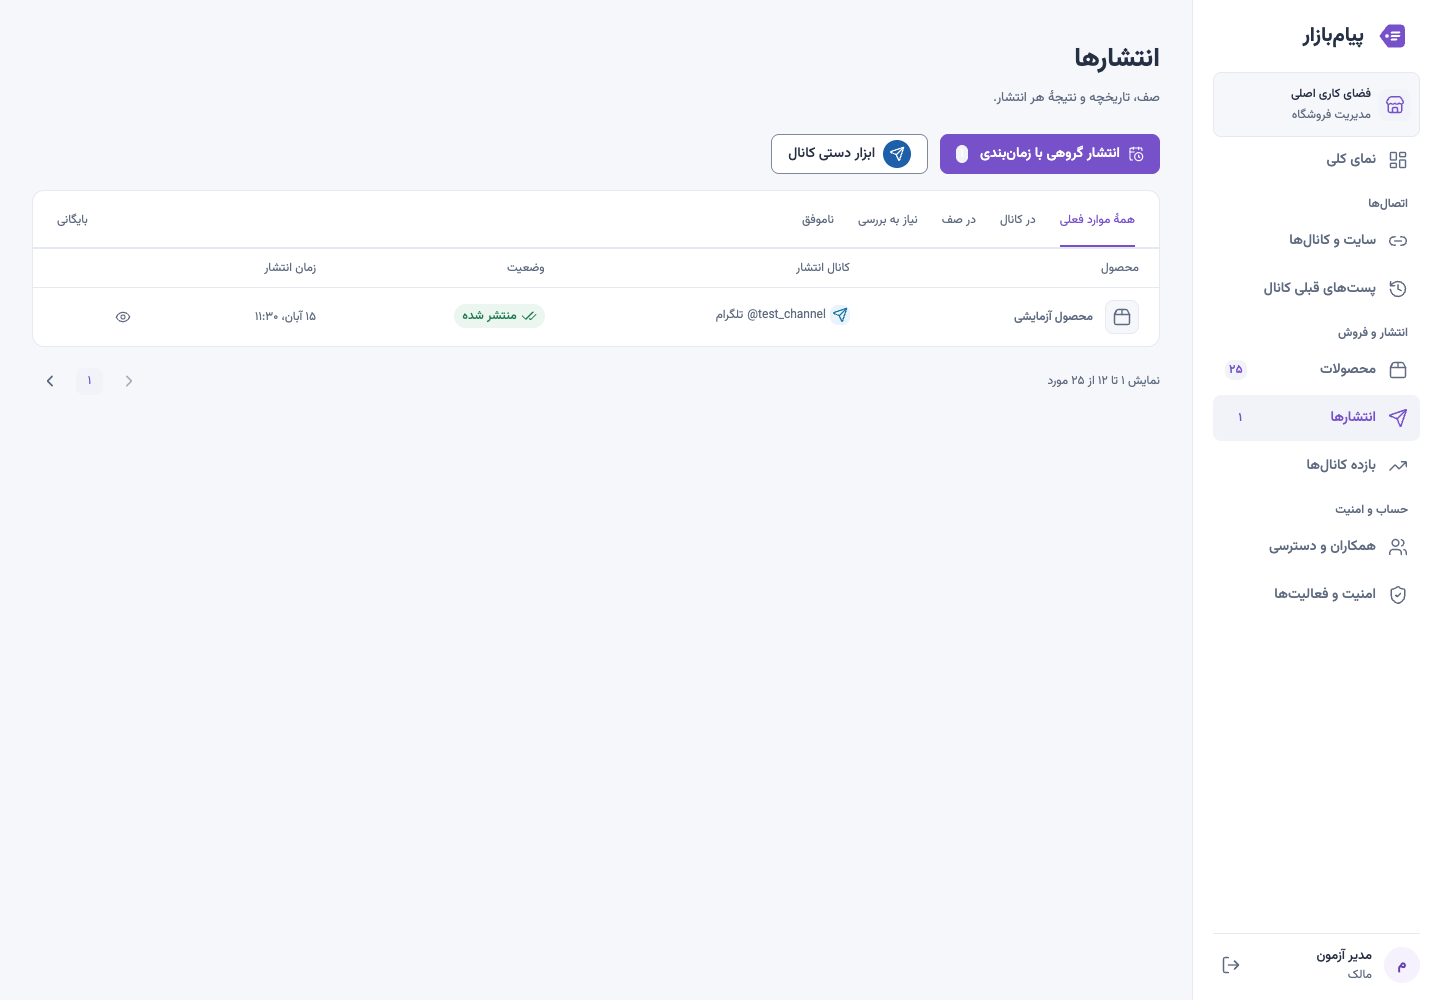 پیام‌بازار
فضای کاری اصلی
مدیریت فروشگاه
نمای کلی
اتصال‌ها
سایت و کانال‌ها
پست‌های قبلی کانال
انتشار و فروش
محصولات ۲۵
انتشارها ۱
بازده کانال‌ها
حساب و امنیت
همکاران و دسترسی
امنیت و فعالیت‌ها
م
مدیر آزمون
مالک
انتشارها
صف، تاریخچه و نتیجهٔ هر انتشار.
انتشار گروهی با زمان‌بندی
ابزار دستی کانال
همهٔ موارد فعلی در کانال در صف نیاز به بررسی ناموفق بایگانی
محصول کانال انتشار وضعیت زمان انتشار
محصول آزمایشی @test_channel تلگرام منتشر شده ۱۵ آبان، ۱۱:۳۰
نمایش ۱ تا ۱۲ از ۲۵ مورد
۱